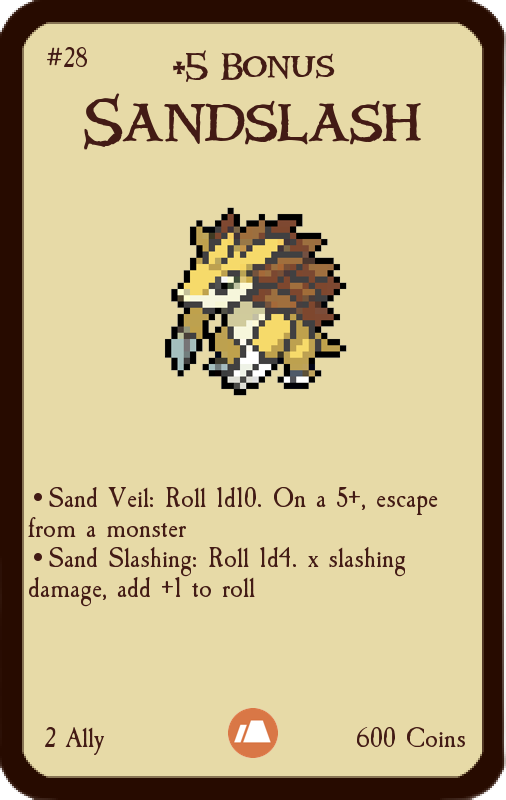 #28
+5 Bonus
Sandslash
•Sand Veil: Roll 1d10. On a 5+, escape
from a monster
•Sand Slashing: Roll 1d4. x slashing
damage, add +1 to roll
2 Ally
600 Coins